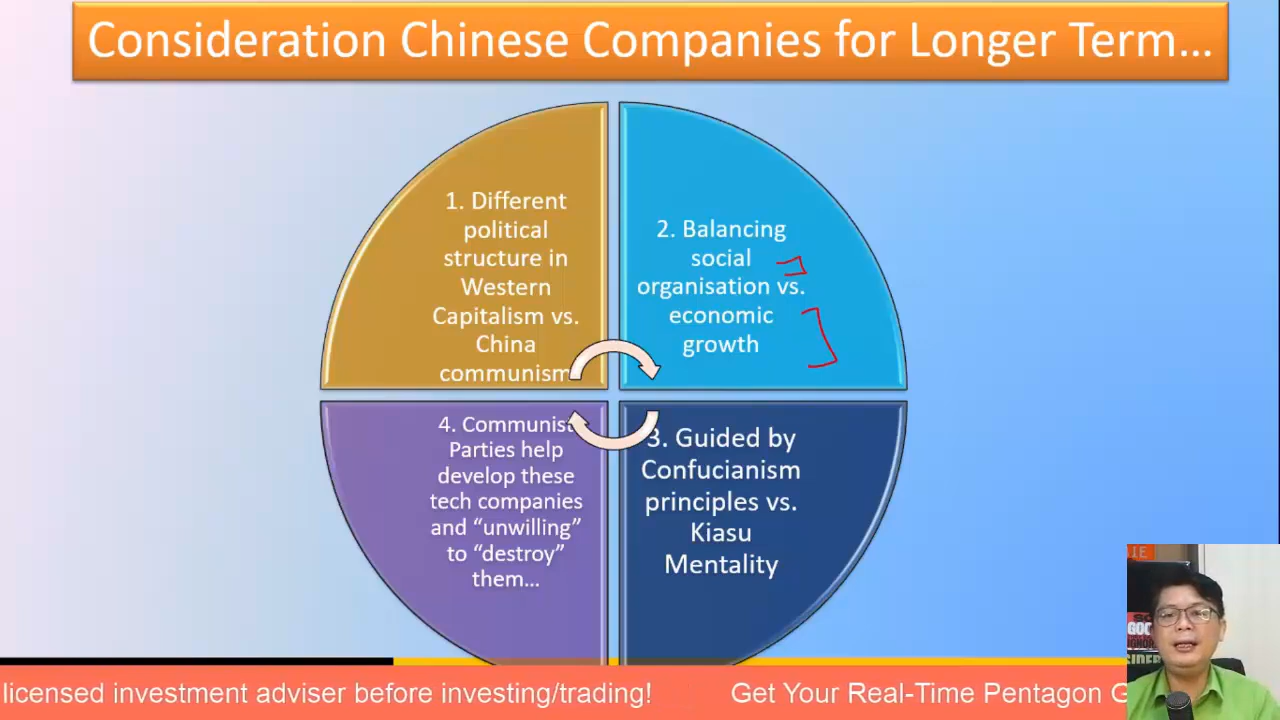 Consideration Chinese Companies for Longer Term...
1. Different
political
structure in
Western
Capitalism vs.
China
communism
2. Balancing
social
organisation vs.
economic
growth
3. Guided by
Confucianism
principles vs.
Kiasu
Mentality
4. Communist
Parties help
develop these
tech companies
and “unwilling”
to “destroy”
them...
licensed investment adviser before investing/trading! Get Your Real-Time Pentagon G